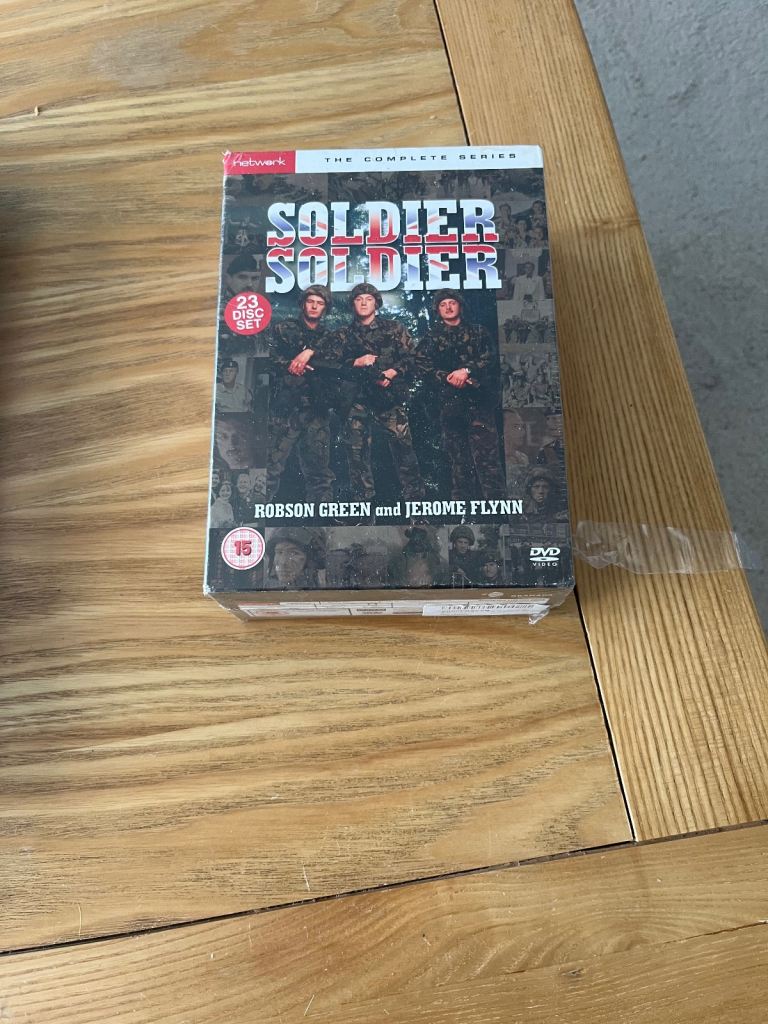 network THE COMPLETE SERIES
SOLDIER
SOLDIER
23
DISC
SET
ROBSON GREEN and JEROME FLYNN
15
DVD
VIDEO